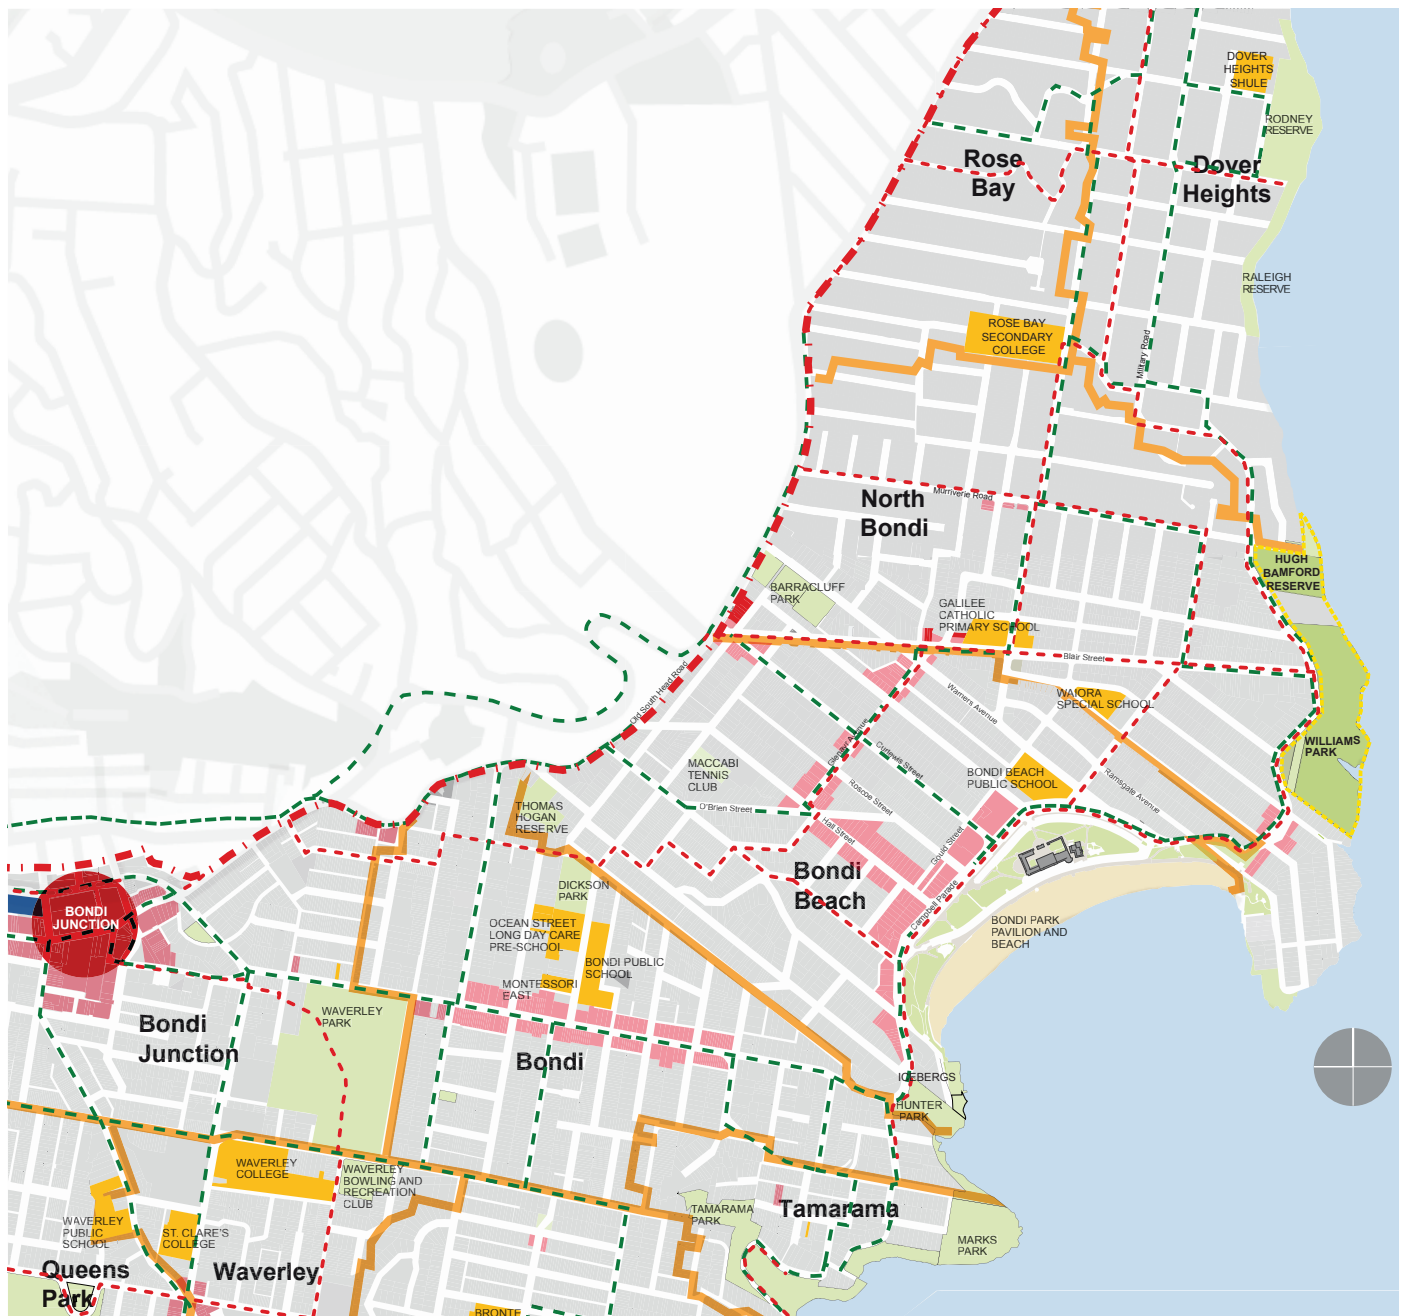 DOVER
HEIGHTS
SHULE
RODNEY
RESERVE
Rose
Bay
Dover
Heights
RALEIGH
RESERVE
ROSE BAY
SECONDARY
COLLEGE
Military Road
North
Bondi
Murriverie Road
HUGH
BAMFORD
RESERVE
BARRACLUFF
PARK
GALILEE
CATHOLIC
PRIMARY SCHOOL
Blair Street
Old South Head Road
Warners Avenue
WAIORA
SPECIAL SCHOOL
WILLIAMS
PARK
Glenayr Avenue
Curlewis Street
MACCABI
TENNIS
CLUB
BONDI BEACH
PUBLIC SCHOOL
Ramsgate Avenue
Roscoe Street
O'Brien Street
THOMAS
HOGAN
RESERVE
Hall Street
Gould Street
Bondi
Beach
Campbell Parade
DICKSON
PARK
BONDI
JUNCTION
OCEAN STREET
LONG DAY CARE
PRE-SCHOOL
BONDI PARK
PAVILION AND
BEACH
BONDI PUBLIC
SCHOOL
MONTESSORI
EAST
WAVERLEY
PARK
Bondi
Junction
Bondi
ICEBERGS
HUNTER
PARK
WAVERLEY
COLLEGE
WAVERLEY
BOWLING AND
RECREATION
CLUB
TAMARAMA
PARK
Tamarama
WAVERLEY
PUBLIC
SCHOOL
ST. CLARE'S
COLLEGE
MARKS
PARK
Queens
Park
Waverley
BRONTE